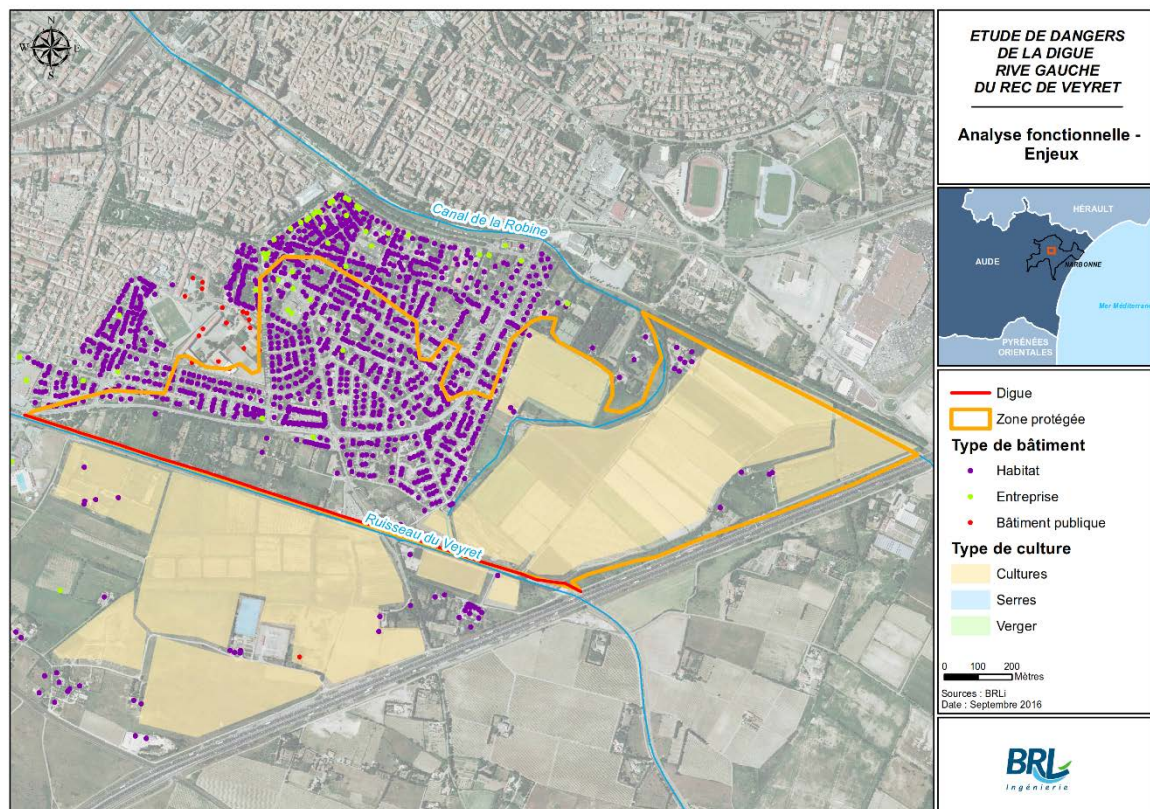 N
W
E
S
Canal de la Robine
Ruisseau du Veyret
ETUDE DE DANGERS
DE LA DIGUE
RIVE GAUCHE
DU REC DE VEYRET
Analyse fonctionnelle -
Enjeux
HÉRAULT
AUDE
NARBONNE
Mer Méditerran
PYRÉNÉES
ORIENTALES
Digue
Zone protégée
Type de bâtiment
Habitat
Entreprise
Bâtiment publique
Type de culture
Cultures
Serres
Verger
0 100 200
Mètres
Sources : BRLi
Date : Septembre 2016
BRL
Ingénierie